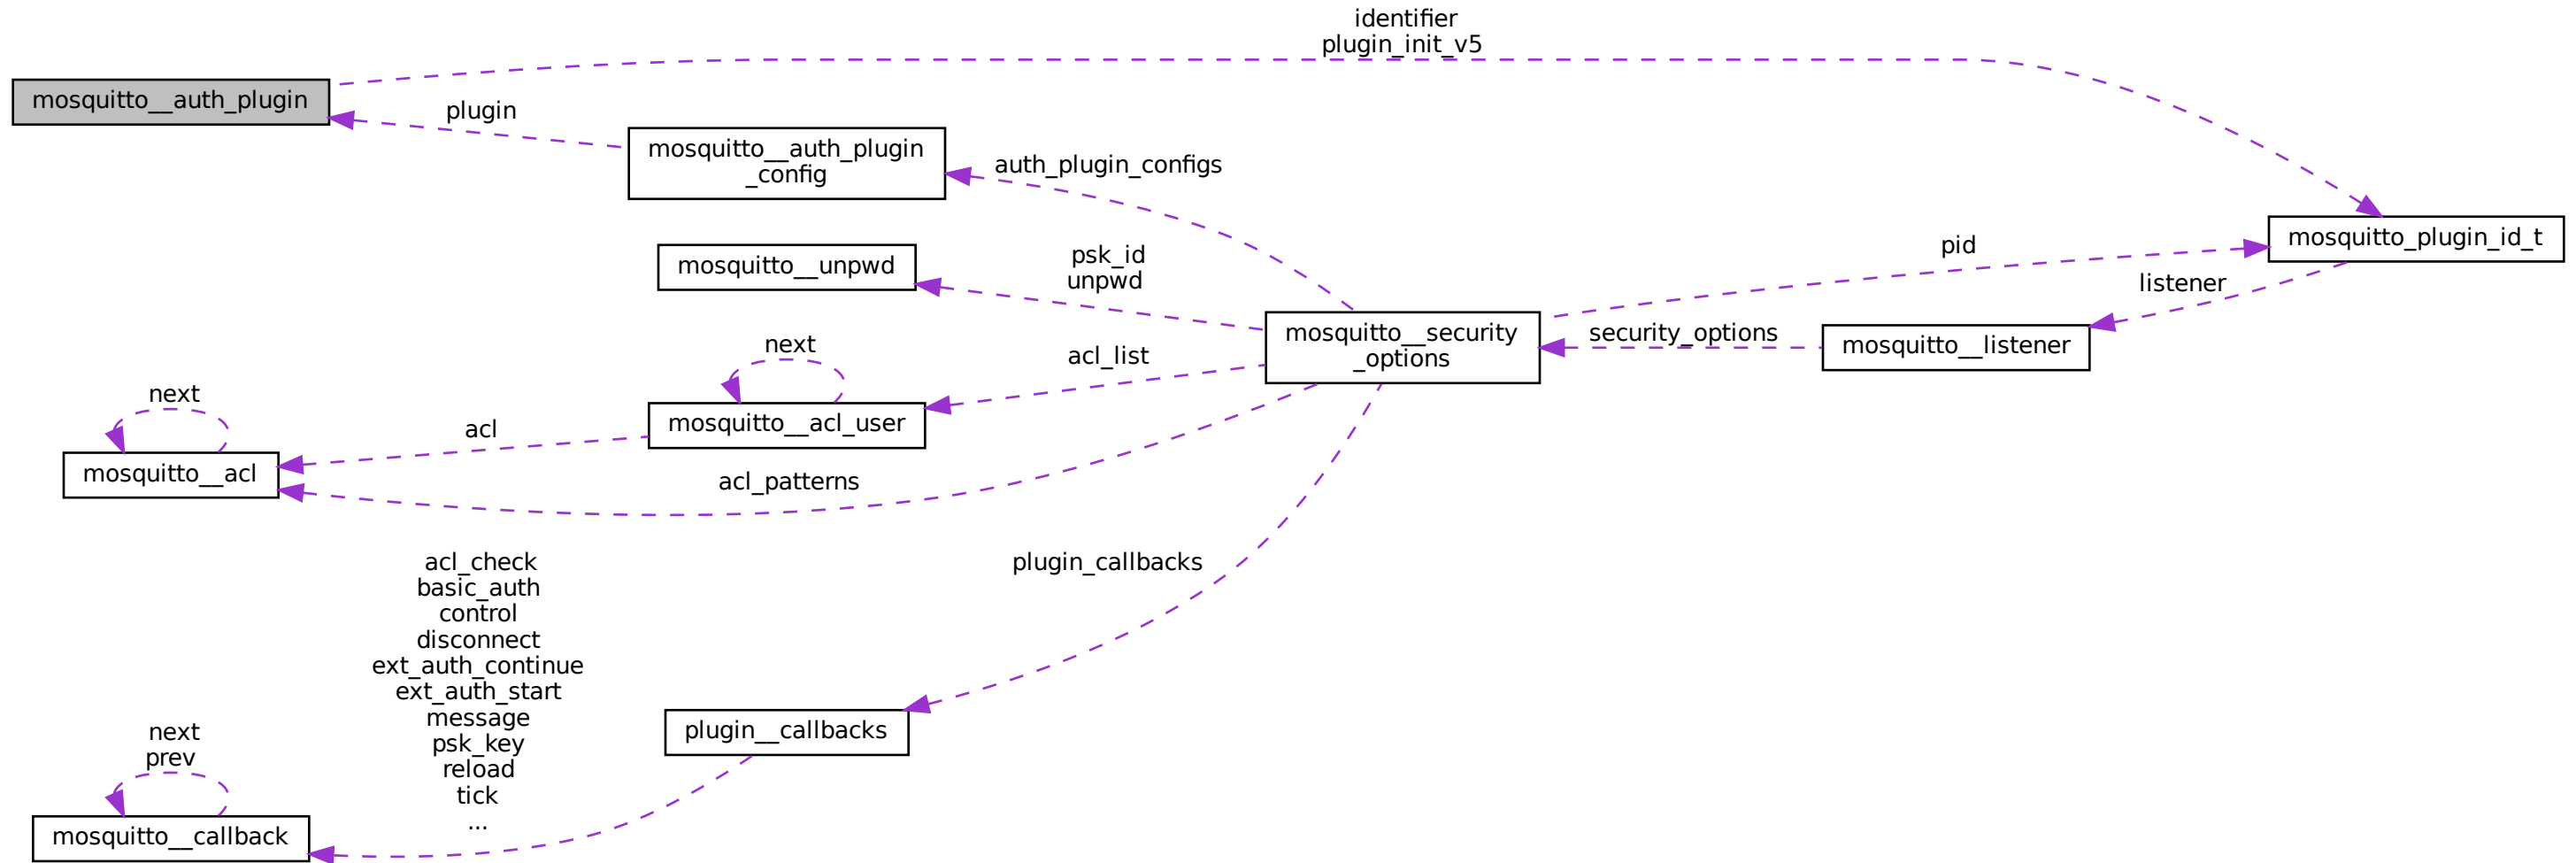 identifier
plugin_init_v5
mosquitto__auth_plugin
plugin
mosquitto__auth_plugin
_config
auth_plugin_configs
mosquitto_plugin_id_t
pid
psk_id
unpwd
mosquitto__unpwd
listener
mosquitto__security
_options
security_options
mosquitto__listener
next
acl_list
next
mosquitto__acl_user
acl
mosquitto__acl
acl_patterns
acl_check
basic_auth
control
disconnect
ext_auth_continue
ext_auth_start
message
psk_key
reload
tick
...
plugin_callbacks
plugin__callbacks
next
prev
mosquitto__callback